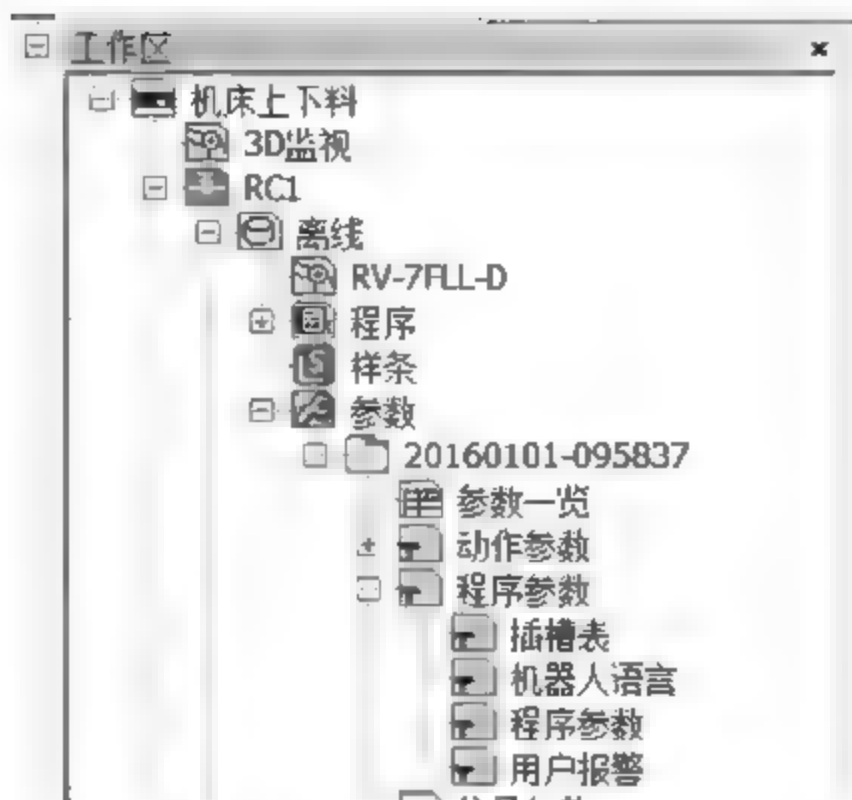 工作区
机床上下料
3D监视
RC1
离线
RV-7FLL-D
程序
样条
参数
20160101-095837
参数一览
动作参数
程序参数
插槽表
机器人语言
程序参数
用户报警